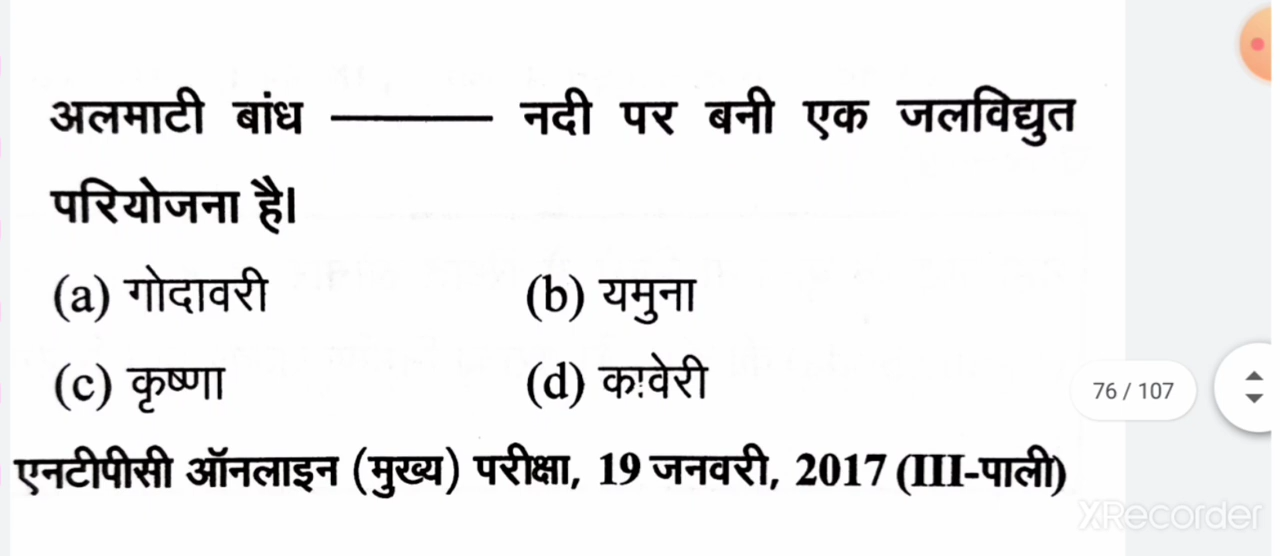 अलमाटी बांध ——— नदी पर बनी एक जलविद्युत
परियोजना है।
(a) गोदावरी (b) यमुना
(c) कृष्णा (d) कावेरी
76 / 107
एनटीपीसी ऑनलाइन (मुख्य) परीक्षा, 19 जनवरी, 2017 (III-पाली)
XRecorder